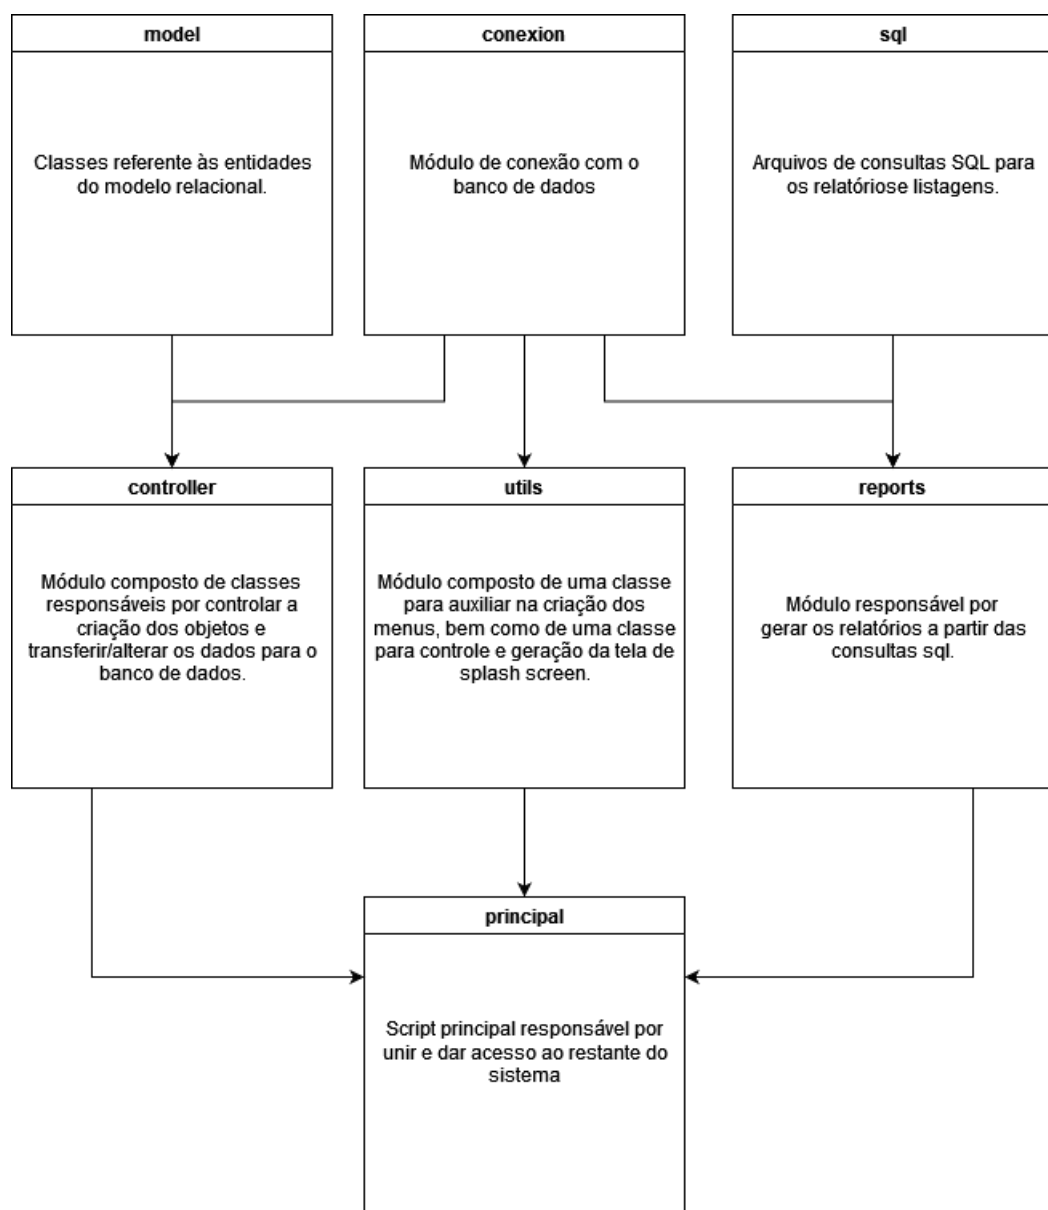 model
Classes referente às entidades
do modelo relacional.
conexion
Módulo de conexão com o
banco de dados
sql
Arquivos de consultas SQL para
os relatóriose listagens.
controller
Módulo composto de classes
responsáveis por controlar a
criação dos objetos e
transferir/alterar os dados para o
banco de dados.
utils
Módulo composto de uma classe
para auxiliar na criação dos
menus, bem como de uma classe
para controle e geração da tela de
splash screen.
reports
Módulo responsável por
gerar os relatórios a partir das
consultas sql.
principal
Script principal responsável por
unir e dar acesso ao restante do
sistema